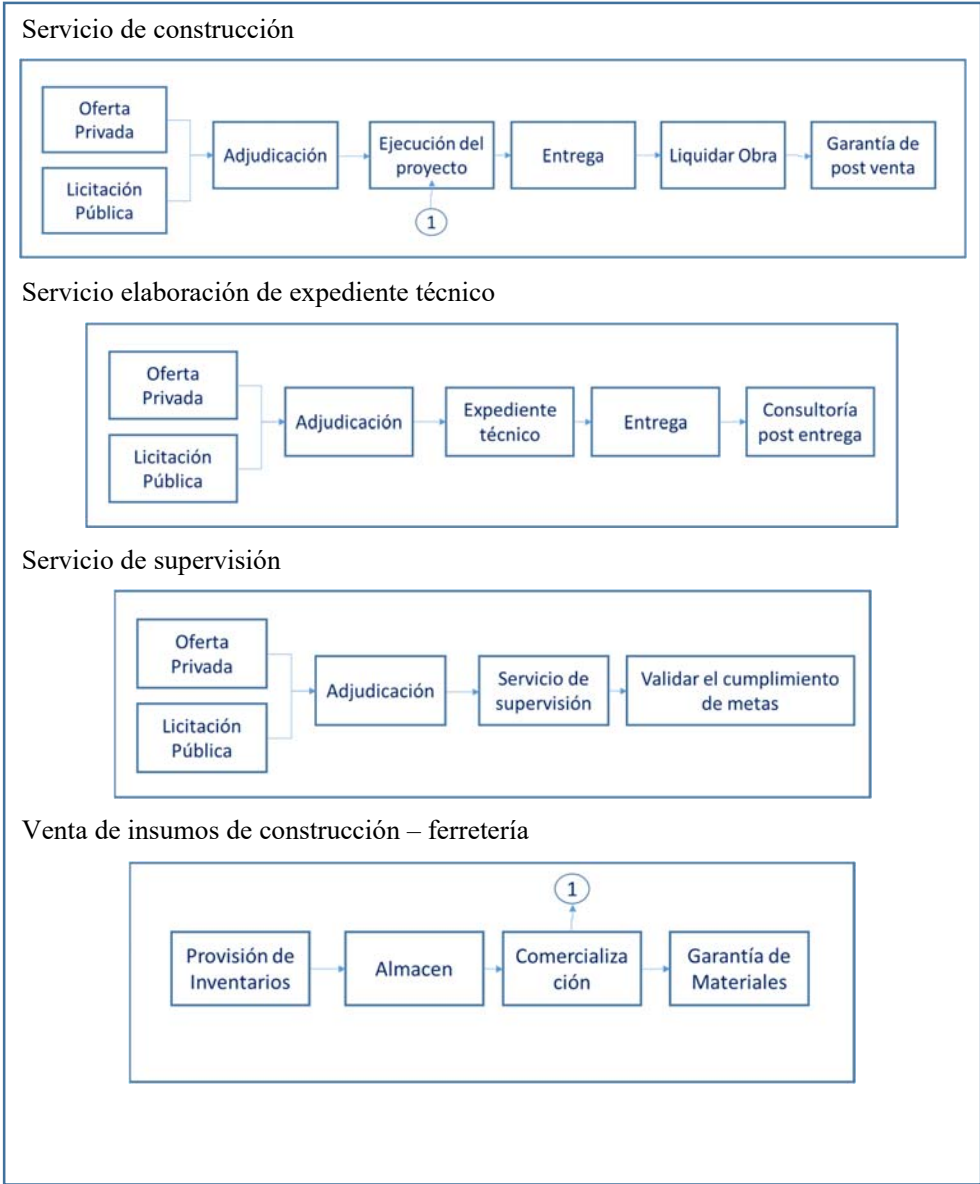 Servicio de construcción
Oferta
Privada
Licitación
Pública
Adjudicación
Ejecución del
proyecto
1
Entrega
Liquidar Obra
Garantía de
post venta
Servicio elaboración de expediente técnico
Oferta
Privada
Licitación
Pública
Adjudicación
Expediente
técnico
Entrega
Consultoría
post entrega
Servicio de supervisión
Oferta
Privada
Licitación
Pública
Adjudicación
Servicio de
supervisión
Validar el cumplimiento
de metas
Venta de insumos de construcción – ferretería
Provisión de
Inventarios
Almacen
1
Comercializa
ción
Garantía de
Materiales